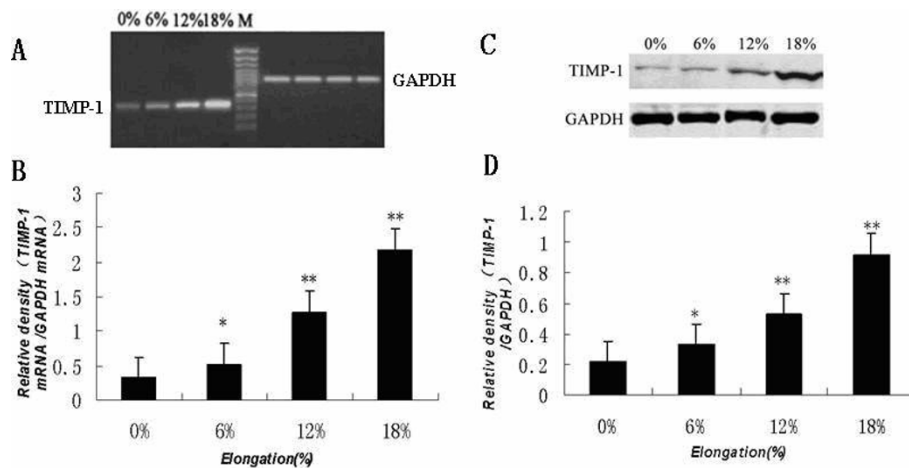 A
0% 6% 12% 18% M
TIMP-1
GAPDH
B
Relative density (TIMP-1
mRNA /GAPDH mRNA)
3
2.5
2
1.5
1
0.5
0
*
**
**
0% 6% 12% 18%
Elongation(%)
C
0% 6% 12% 18%
TIMP-1
GAPDH
D
Relative density (TIMP-1
/GAPDH)
1.2
1
0.8
0.6
0.4
0.2
0
*
**
**
0% 6% 12% 18%
Elongation(%)